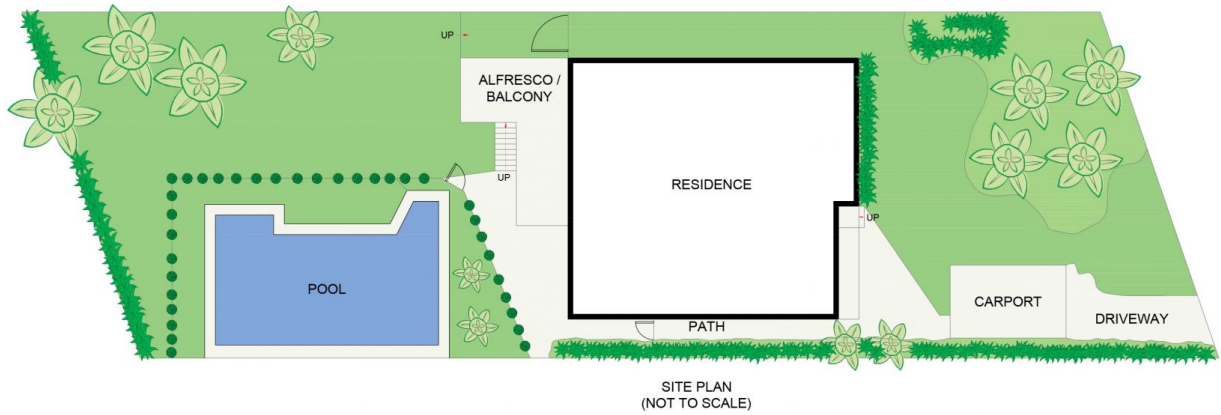 UP
ALFRESCO /
BALCONY
UP
RESIDENCE
UP
POOL
PATH
CARPORT
DRIVEWAY
SITE PLAN
(NOT TO SCALE)